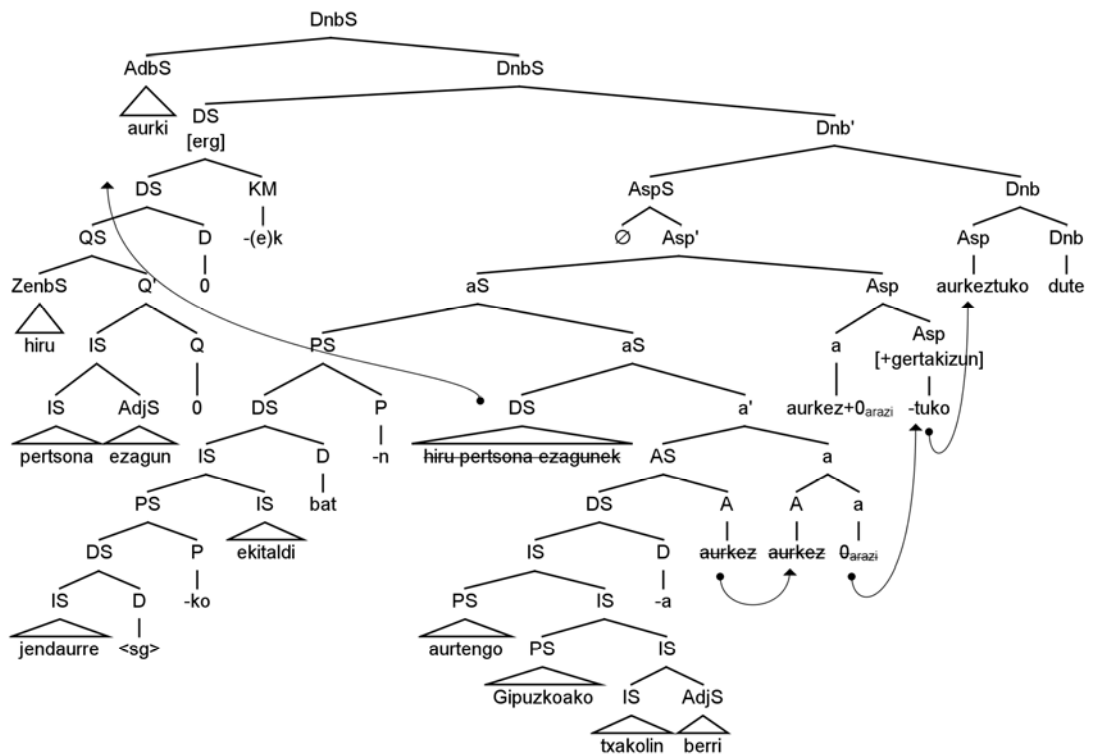 DnbS
AdbS DnbS
aurki DS Dnb'
[erg]
DS KM AspS Dnb
QS D -(e)k ∅ Asp' Asp Dnb
ZenbS Q' 0 aS Asp aurkeztuko dute
hiru IS Q PS aS a Asp
[+gertakizun]
IS AdjS 0 DS P DS a' aurkez+0arazi -tuko
pertsona ezagun IS D -n hiru pertsona ezagunek AS a
PS IS bat DS A A a
DS P ekitaldi IS D aurkez aurkez 0arazi
IS D -ko PS IS -a
jendaurre <sg> aurtengo PS IS
Gipuzkoako IS AdjS
txakolin berri